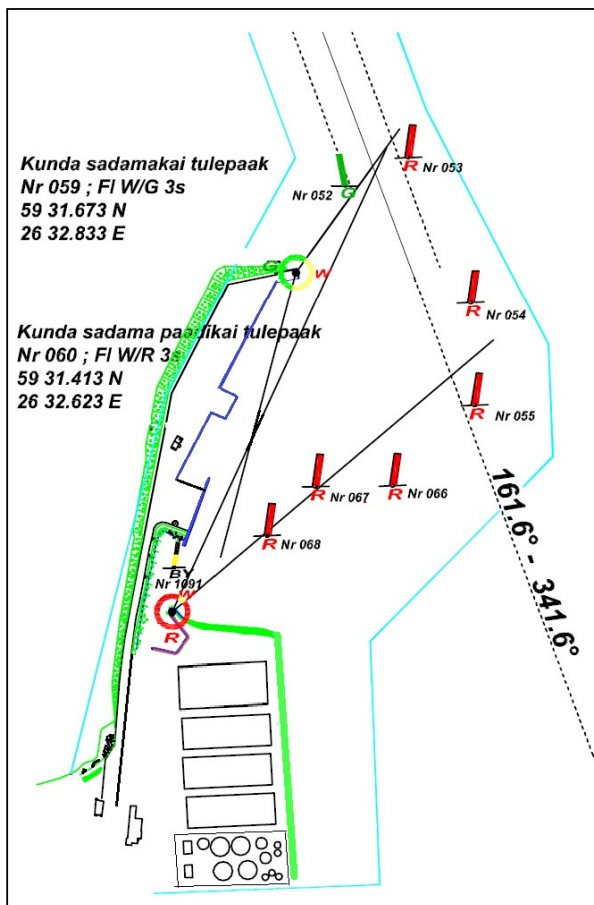 Kunda sadamakai tulepaak
Nr 059 ; Fl W/G 3s
59 31.673 N
26 32.833 E
Nr 053
R
Nr 052
G
G
W
Nr 054
R
Kunda sadama paadikai tulepaak
Nr 060 ; Fl W/R 3s
59 31.413 N
26 32.623 E
R
Nr 055
R
Nr 067
R
Nr 066
R
Nr 068
161.6° - 341.6°
BY
Nr 1091
W
R